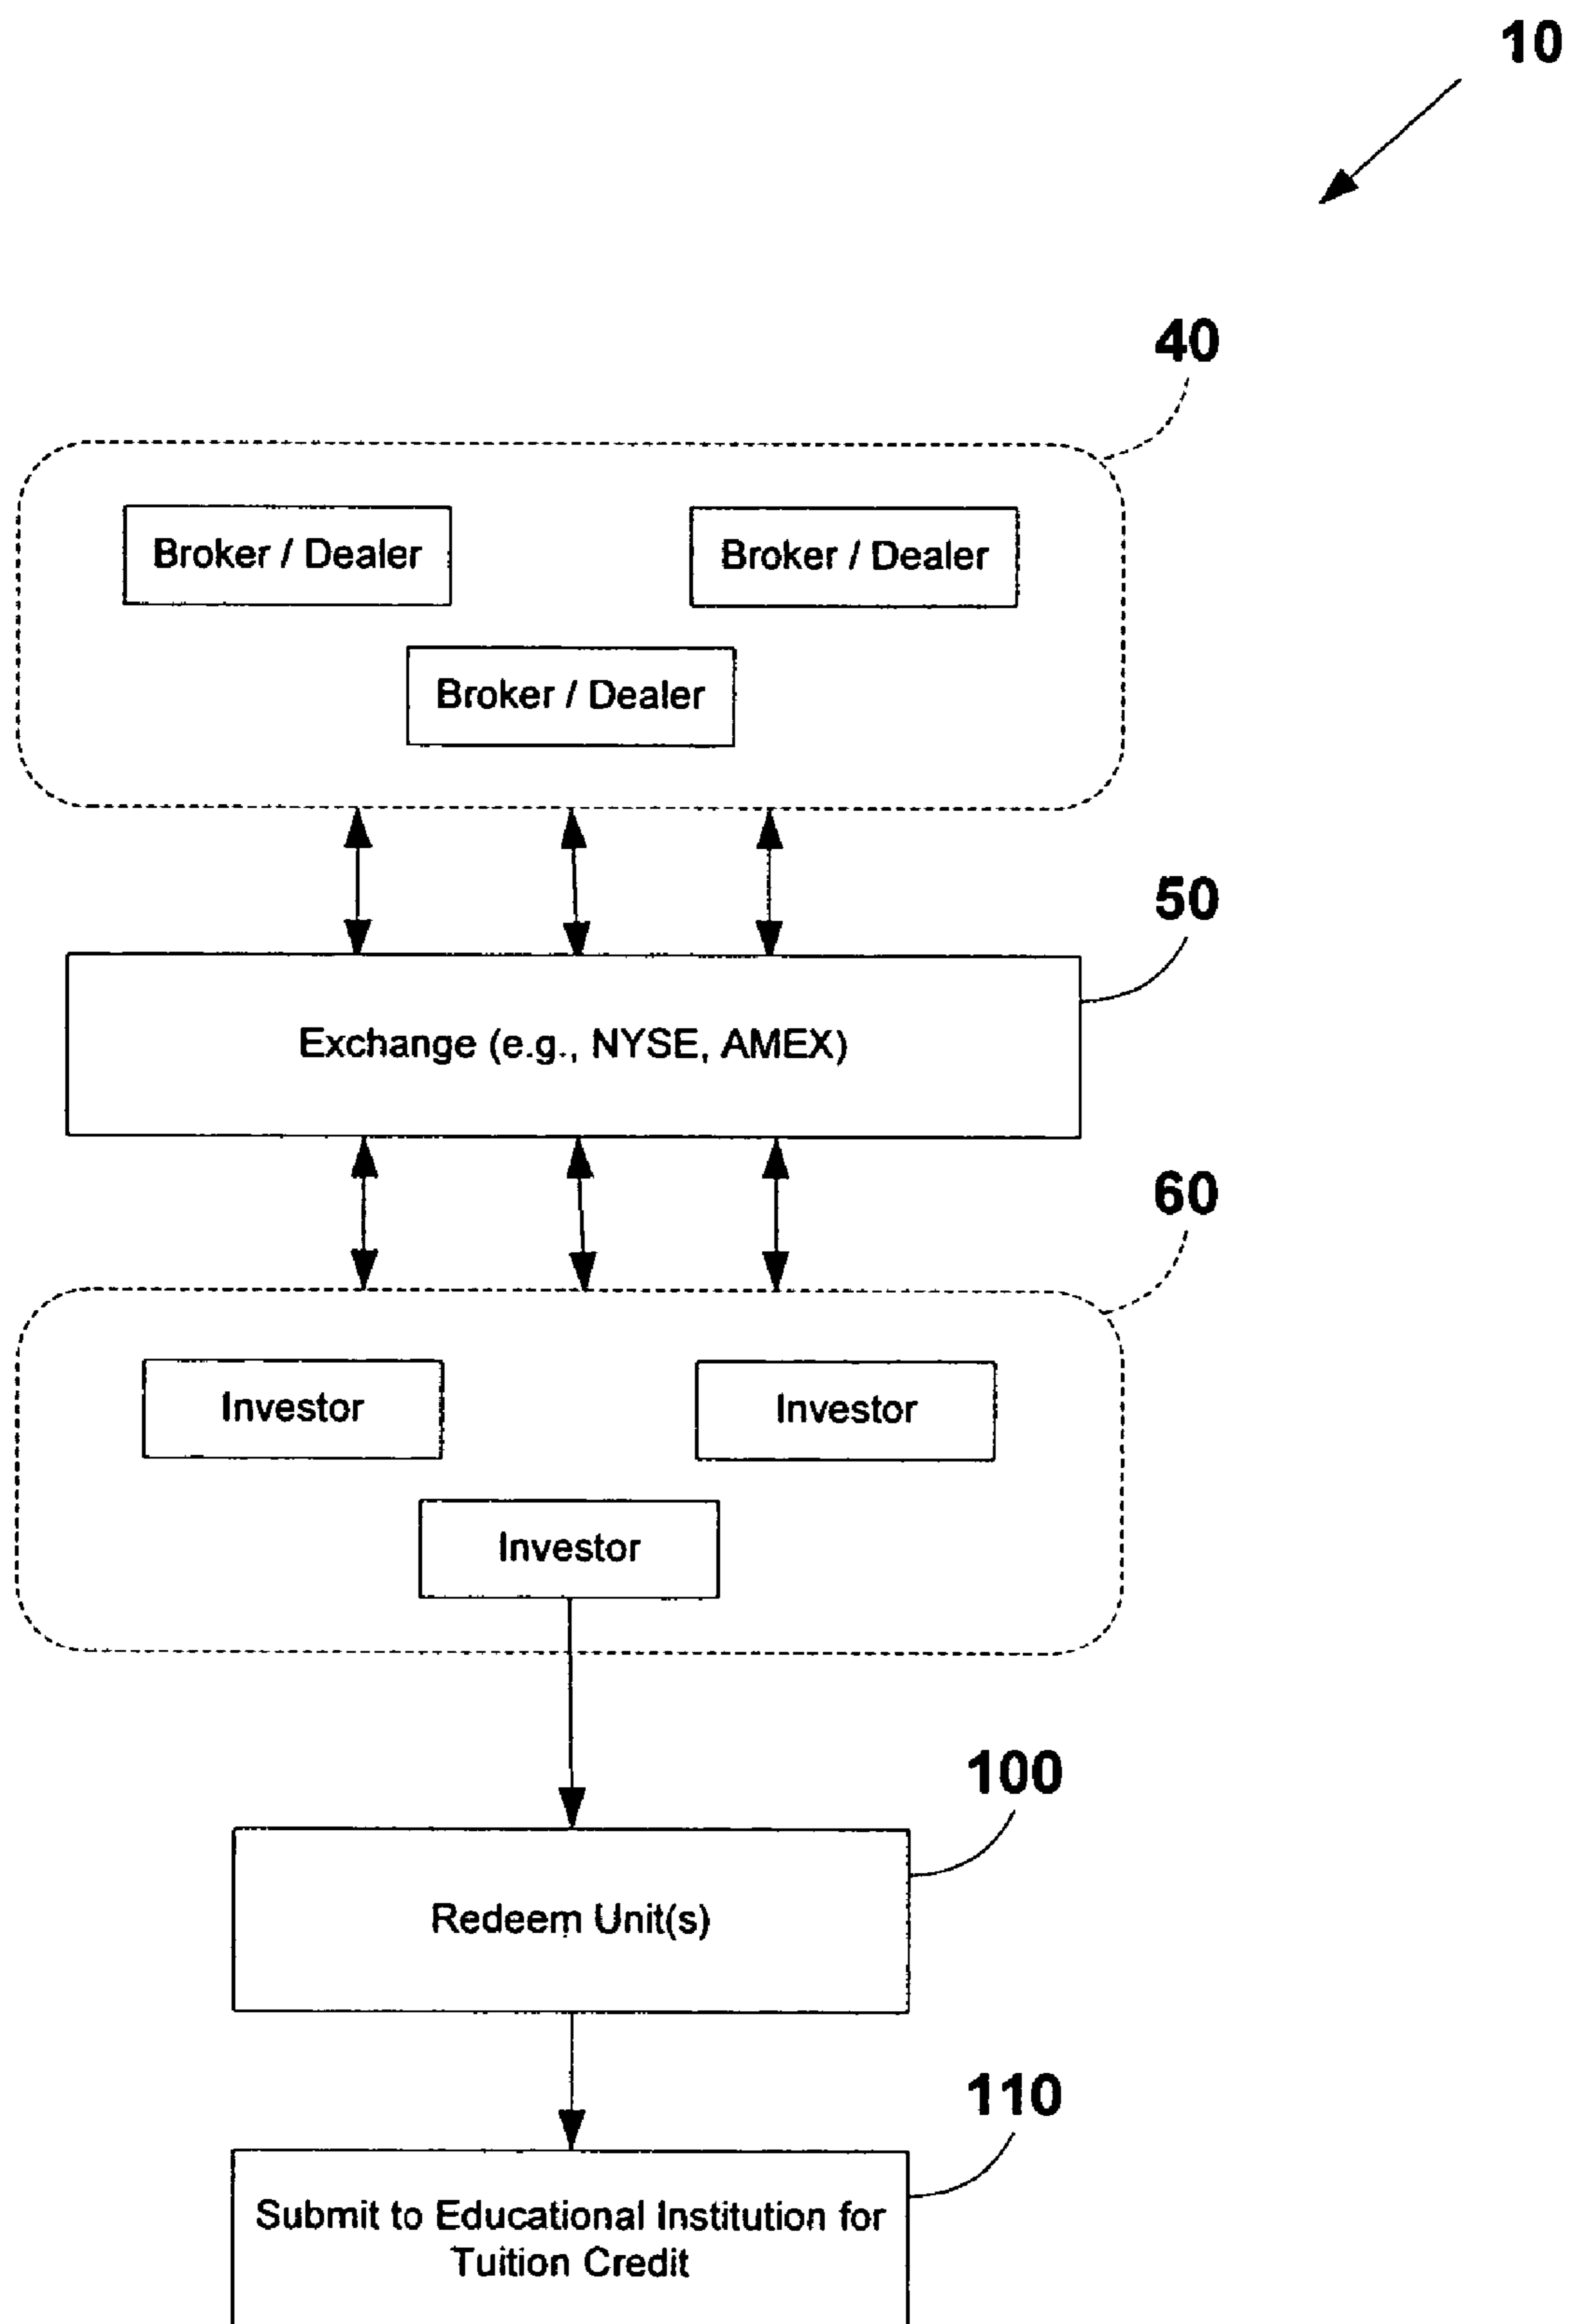 10
40
Broker / Dealer
Broker / Dealer
Broker / Dealer
50
Exchange (e.g., NYSE, AMEX)
60
Investor
Investor
Investor
100
Redeem Unit(s)
110
Submit to Educational Institution for
Tuition Credit